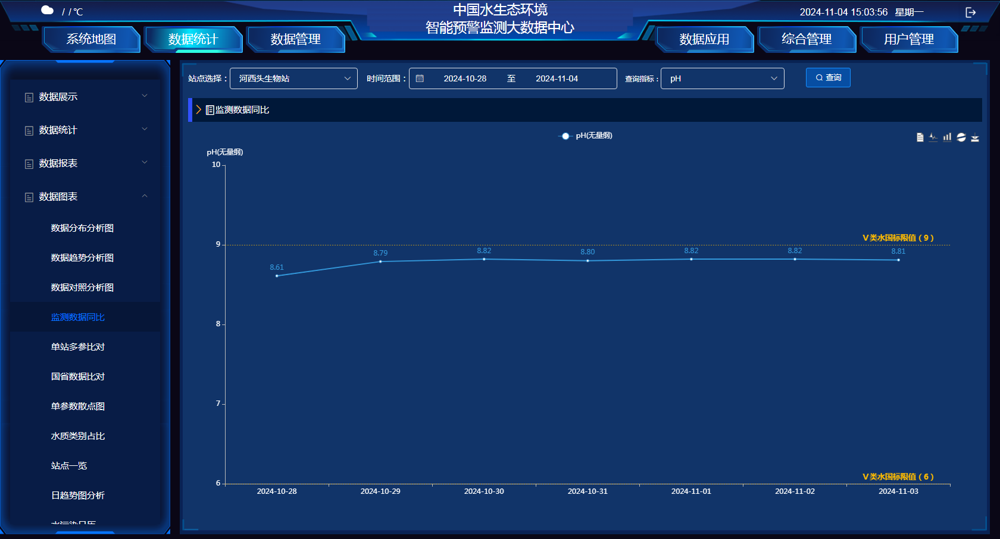 / / ℃
中国水生态环境
智能预警监测大数据中心
2024-11-04 15:03:56 星期一
系统地图
数据统计
数据管理
数据应用
综合管理
用户管理
数据展示
数据统计
数据报表
数据图表
数据分布分析图
数据趋势分析图
数据对照分析图
监测数据同比
单站多参比对
国省数据比对
单参数散点图
水质类别占比
站点一览
日趋势图分析
站点选择：
河西头生物站
时间范围：
2024-10-28 至 2024-11-04
查询指标：
pH
查询
监测数据同比
pH(无量纲)
pH(无量纲)
10
9
8
7
6
V类水国标限值（9）
8.61
8.79
8.82
8.80
8.82
8.82
8.81
V类水国标限值（6）
2024-10-28
2024-10-29
2024-10-30
2024-10-31
2024-11-01
2024-11-02
2024-11-03